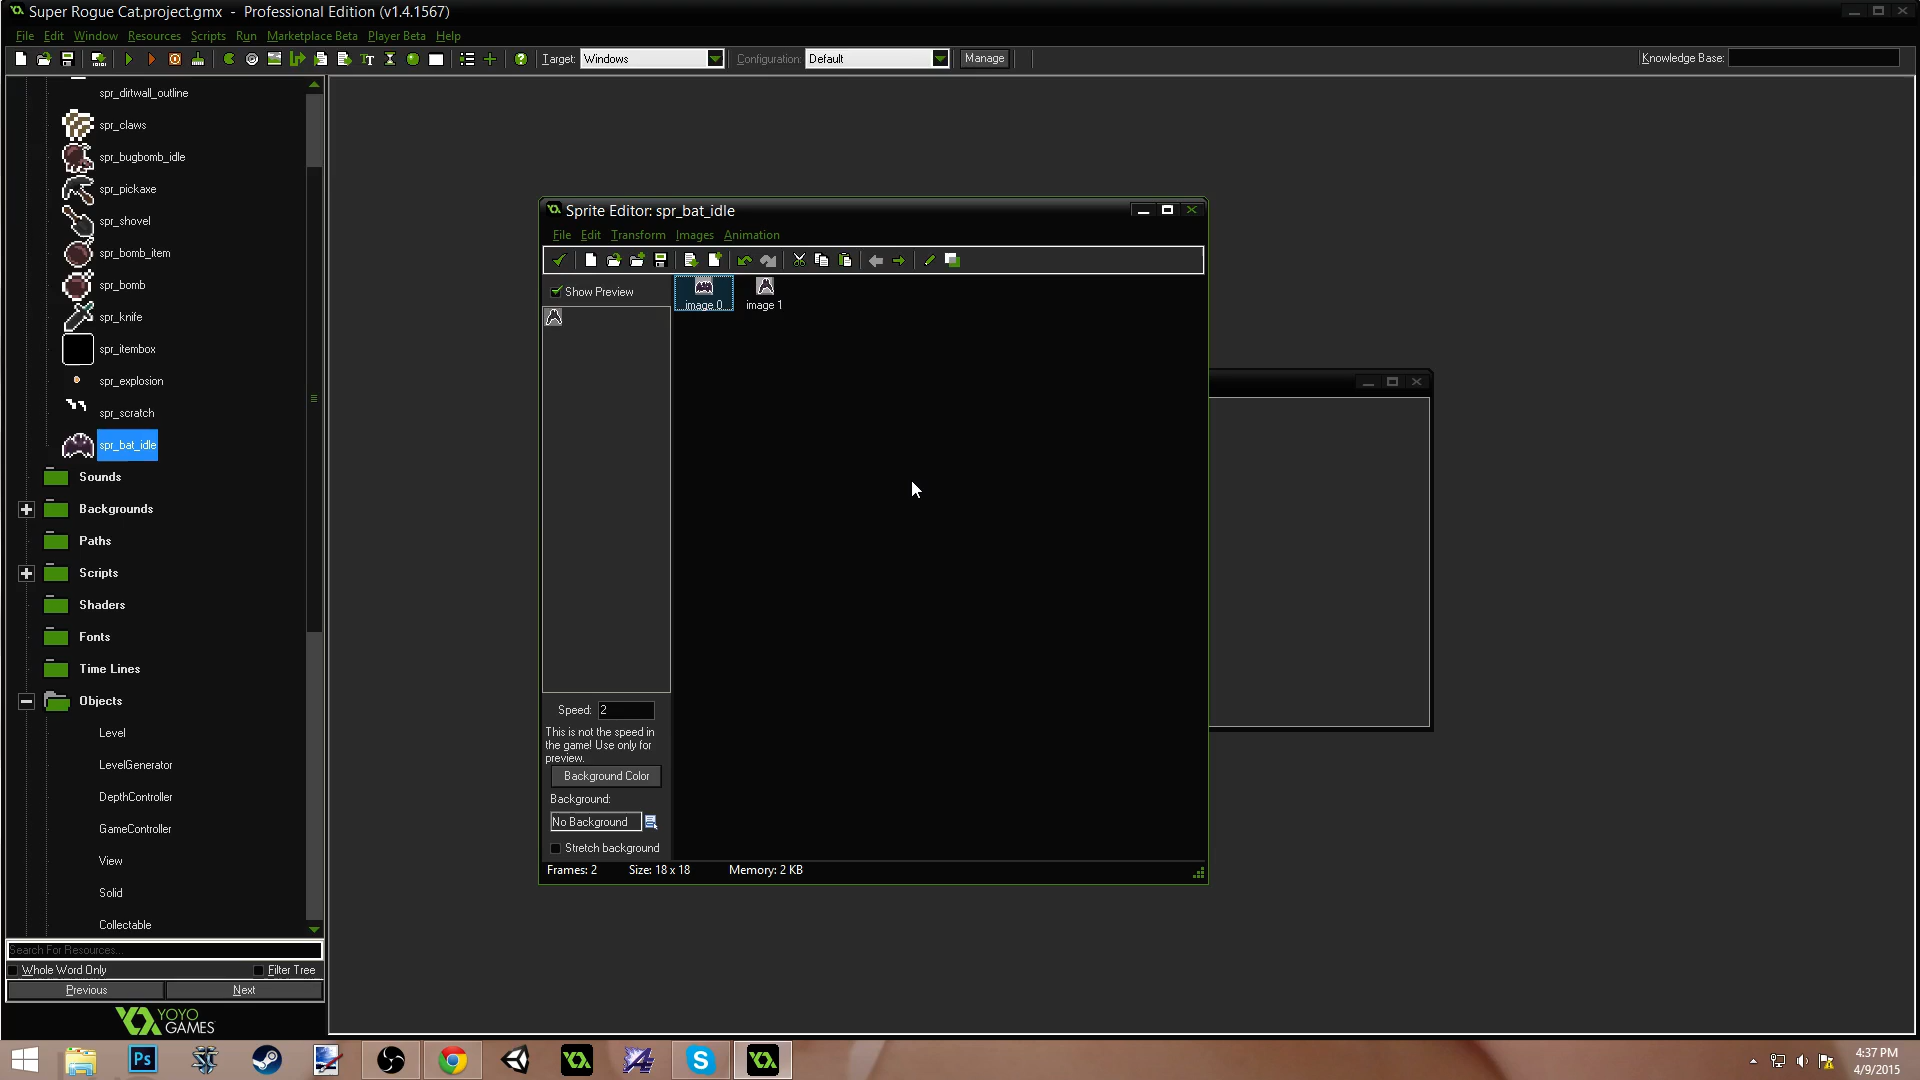 Super Rogue Cat.project.gmx - Professional Edition (v1.4.1567)
File Edit Window Resources Scripts Run Marketplace Beta Player Beta Help
Target: Windows Configuration: Default Manage Knowledge Base:
spr_dirtwall_outline
spr_claws
spr_bugbomb_idle
spr_pickaxe
spr_shovel
spr_bomb_item
spr_bomb
spr_knife
spr_itembox
spr_explosion
spr_scratch
spr_bat_idle
Sounds
Backgrounds
Paths
Scripts
Shaders
Fonts
Time Lines
Objects
Level
LevelGenerator
DepthController
GameController
View
Solid
Collectable
Search For Resources...
Whole Word Only Filter Tree
Previous Next
YOYO
GAMES
Sprite Editor: spr_bat_idle
File Edit Transform Images Animation
Show Preview
image 0 image 1
Speed: 2
This is not the speed in
the game! Use only for
preview.
Background Color
Background:
No Background
Stretch background
Frames: 2 Size: 18 x 18 Memory: 2 KB
Ps
S
4:37 PM
4/9/2015